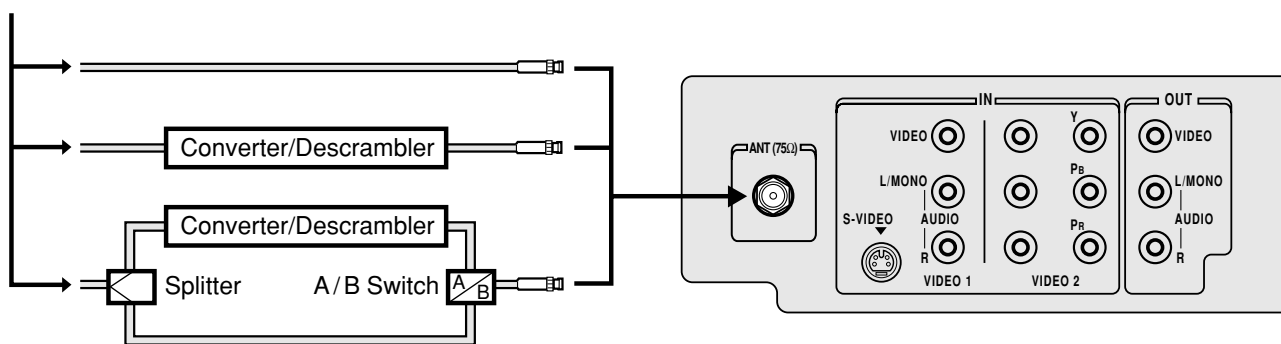 Converter/Descrambler
Converter/Descrambler
Splitter
A/B Switch
A
B
ANT (75Ω)
IN
VIDEO
Y
L/MONO
PB
S-VIDEO
AUDIO
PR
R
VIDEO 1
VIDEO 2
OUT
VIDEO
L/MONO
AUDIO
R